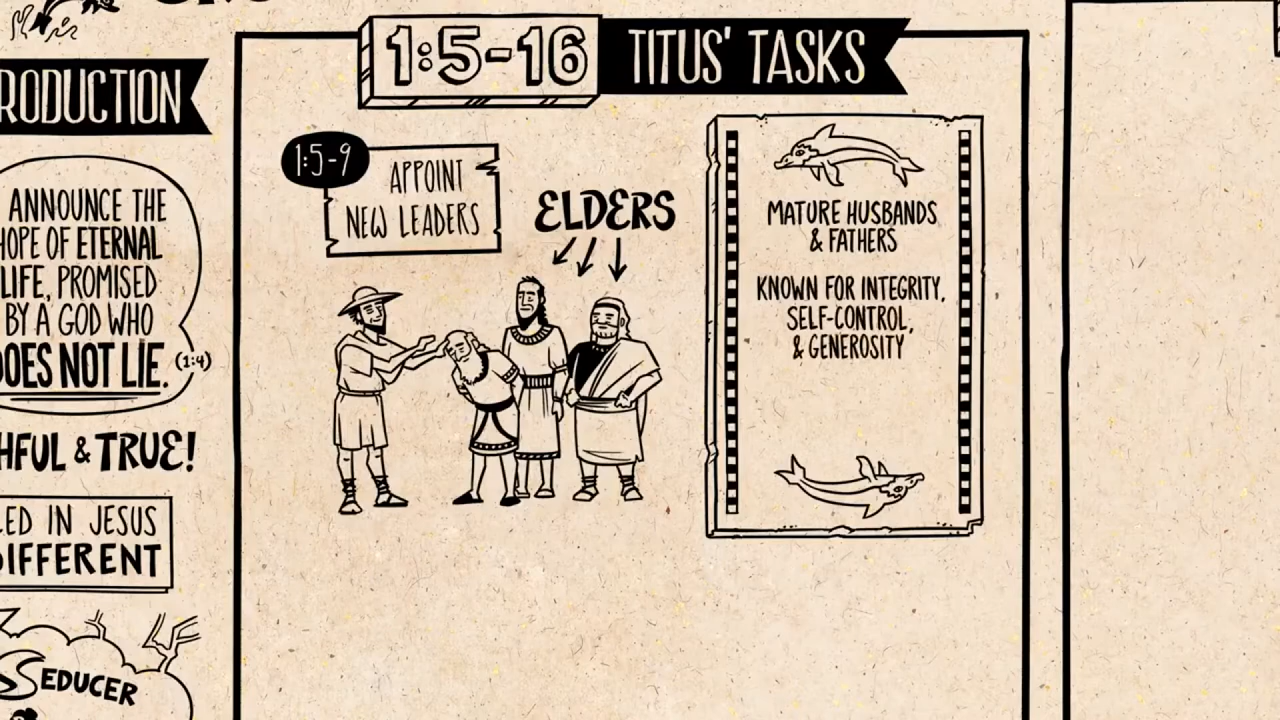 RODUCTION
ANNOUNCE THE
HOPE OF ETERNAL
LIFE, PROMISED
BY A GOD WHO
DOES NOT LIE.
(1:4)
HFUL & TRUE!
ED IN JESUS
DIFFERENT
SEDUCER
1:5-16
TITUS' TASKS
1:5-9
APPOINT
NEW LEADERS
ELDERS
MATURE HUSBANDS
& FATHERS
KNOWN FOR INTEGRITY,
SELF-CONTROL,
& GENEROSITY